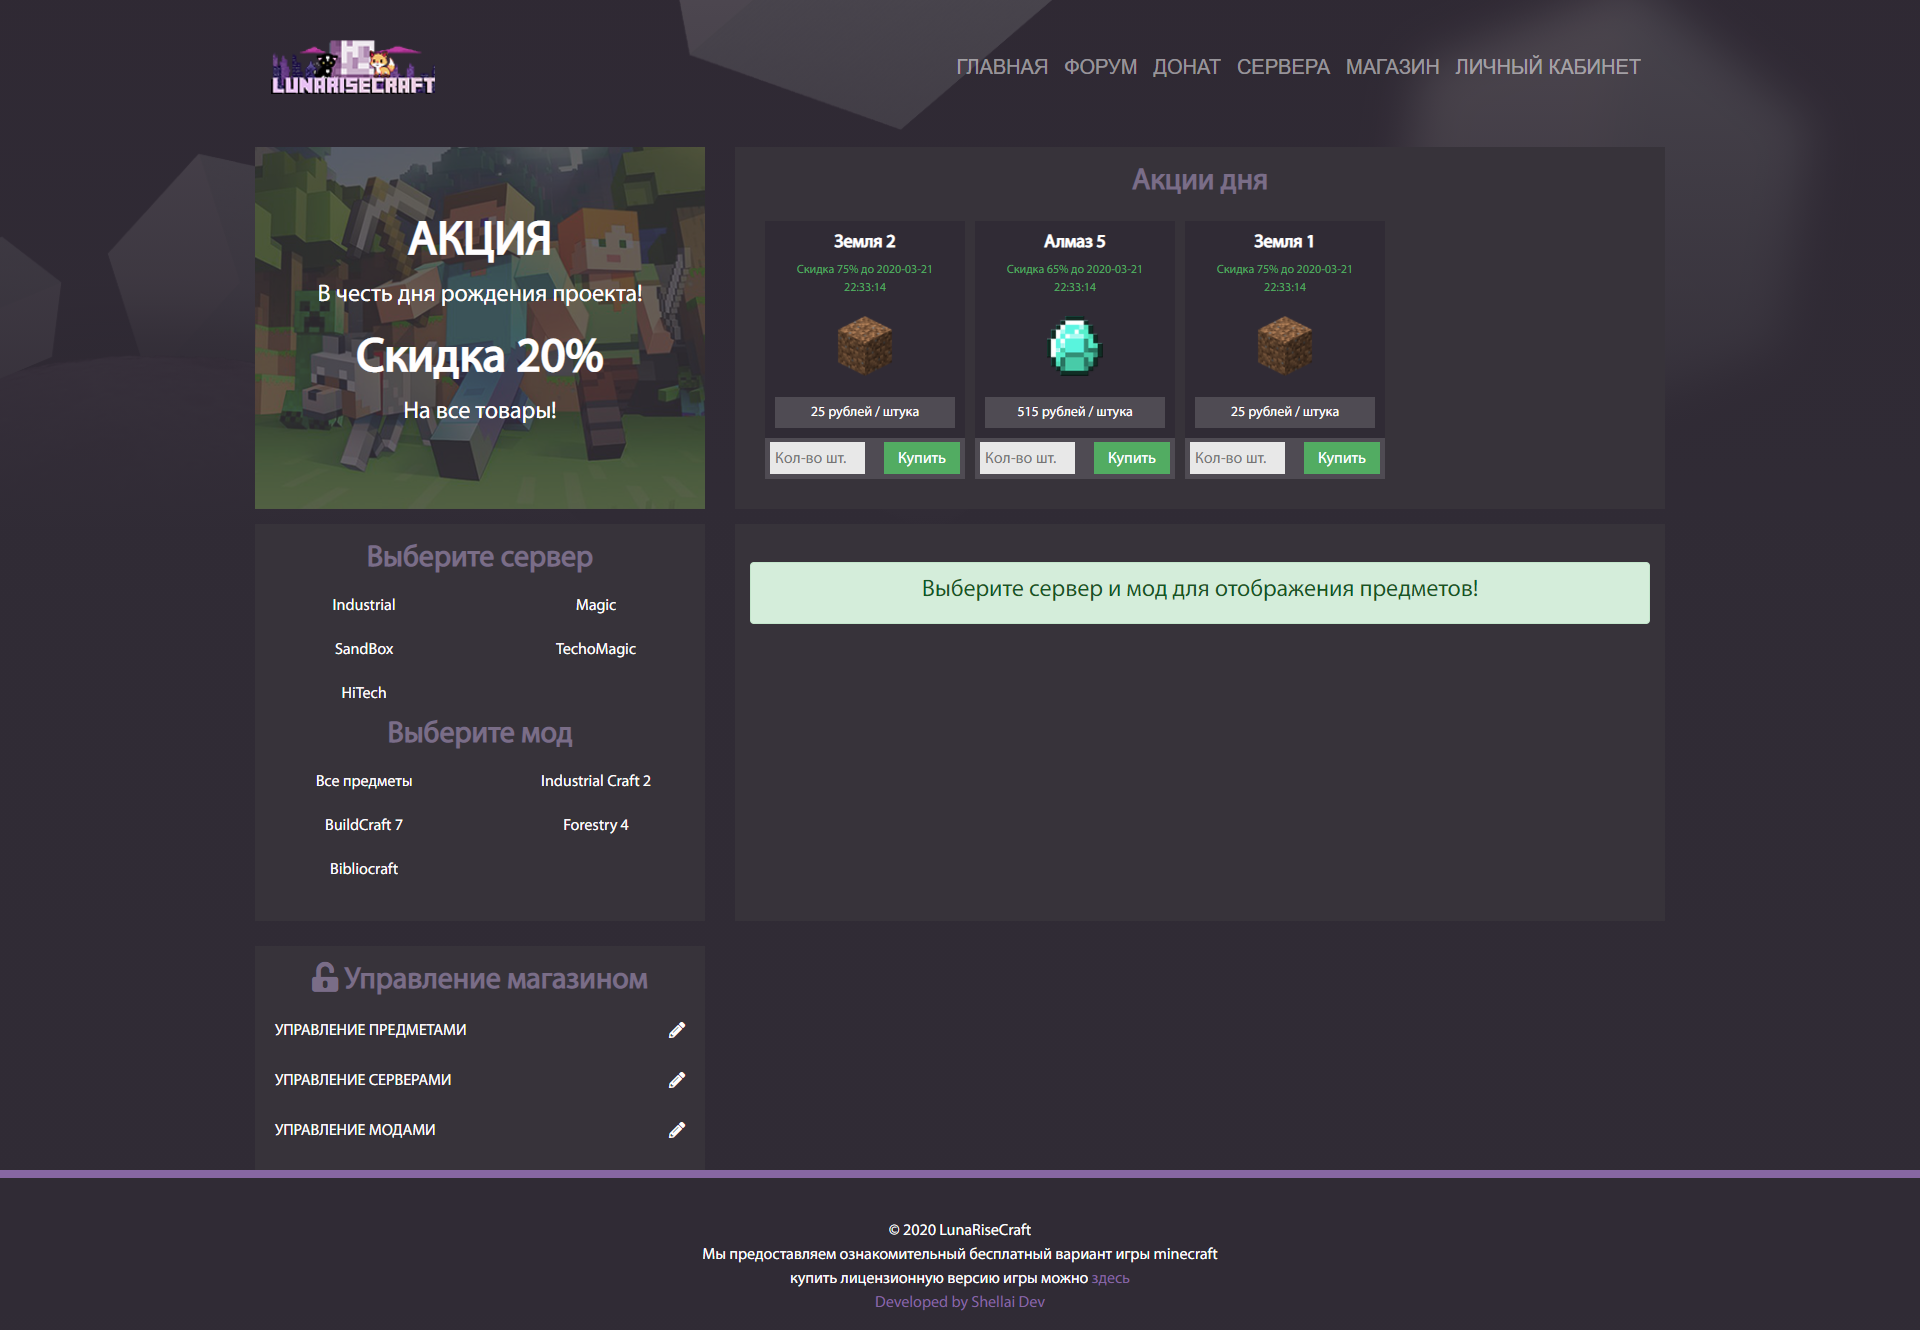 LUNARISECRAFT
ГЛАВНАЯ ФОРУМ ДОНАТ СЕРВЕРА МАГАЗИН ЛИЧНЫЙ КАБИНЕТ
АКЦИЯ
В честь дня рождения проекта!
Скидка 20%
На все товары!
Акции дня
Земля 2
Скидка 75% до 2020-03-21
22:33:14
25 рублей / штука
Кол-во шт. Купить
Алмаз 5
Скидка 65% до 2020-03-21
22:33:14
515 рублей / штука
Кол-во шт. Купить
Земля 1
Скидка 75% до 2020-03-21
22:33:14
25 рублей / штука
Кол-во шт. Купить
Выберите сервер
Industrial Magic
SandBox TechoMagic
HiTech
Выберите мод
Все предметы Industrial Craft 2
BuildCraft 7 Forestry 4
Bibliocraft
Выберите сервер и мод для отображения предметов!
Управление магазином
УПРАВЛЕНИЕ ПРЕДМЕТАМИ
УПРАВЛЕНИЕ СЕРВЕРАМИ
УПРАВЛЕНИЕ МОДАМИ
© 2020 LunaRiseCraft
Мы предоставляем ознакомительный бесплатный вариант игры minecraft
купить лицензионную версию игры можно здесь
Developed by Shellai Dev